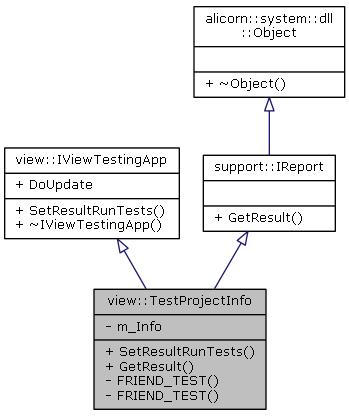 alicorn::system::dll
::Object
+ ~Object()
view::IViewTestingApp
+ DoUpdate
+ SetResultRunTests()
+ ~IViewTestingApp()
support::IReport
+ GetResult()
view::TestProjectInfo
- m_Info
+ SetResultRunTests()
+ GetResult()
- FRIEND_TEST()
- FRIEND_TEST()